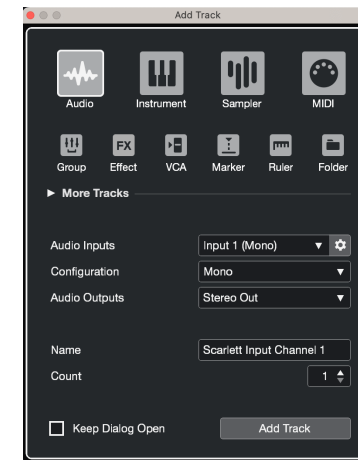 Add Track
Audio Instrument Sampler MIDI
FX
Group Effect VCA Marker Ruler Folder
More Tracks
Audio Inputs Input 1 (Mono)
Configuration Mono
Audio Outputs Stereo Out
Name Scarlett Input Channel 1
Count 1
Keep Dialog Open Add Track